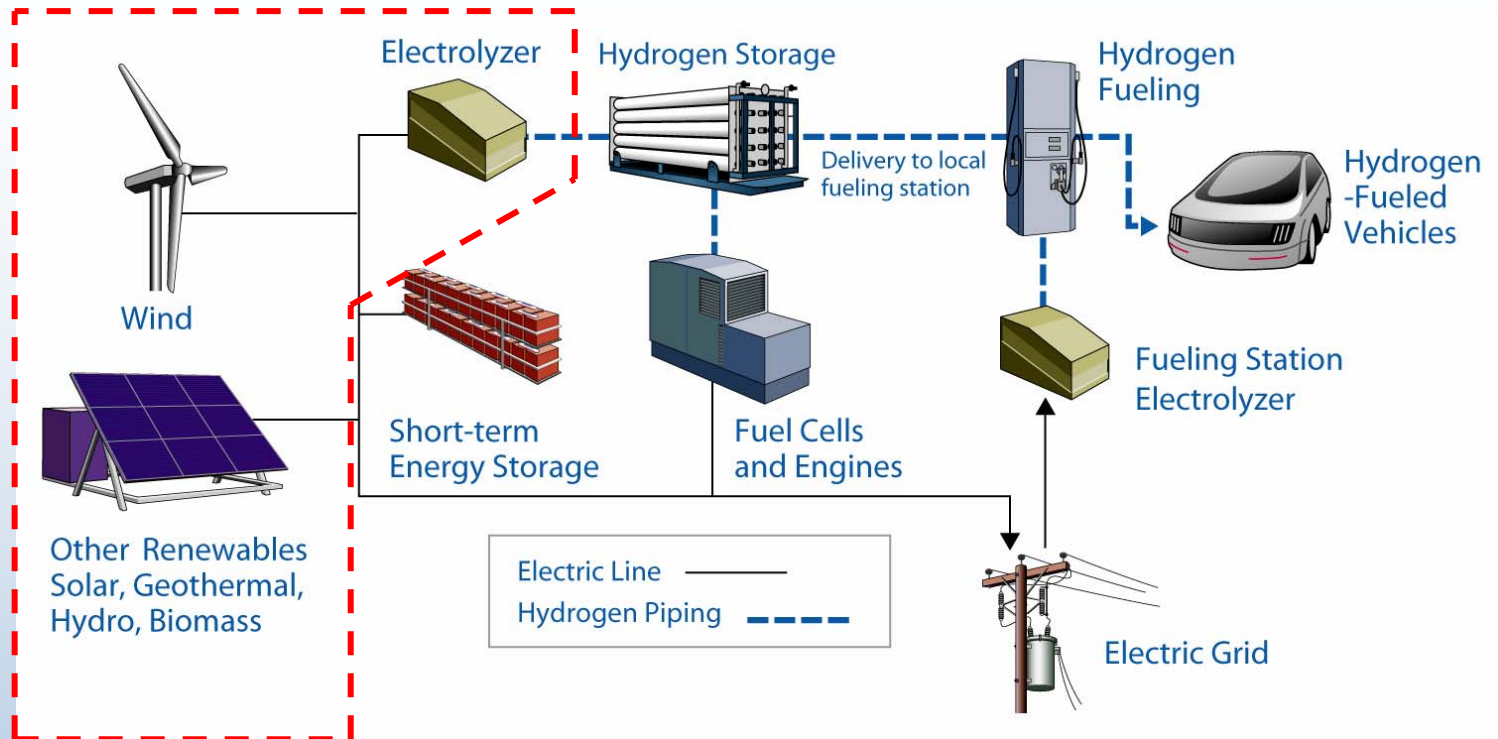 Electrolyzer
Hydrogen Storage
Hydrogen
Fueling
Delivery to local
fueling station
Hydrogen
-Fueled
Vehicles
Wind
Short-term
Energy Storage
Fuel Cells
and Engines
Fueling Station
Electrolyzer
Other Renewables
Solar, Geothermal,
Hydro, Biomass
Electric Line
Hydrogen Piping
Electric Grid